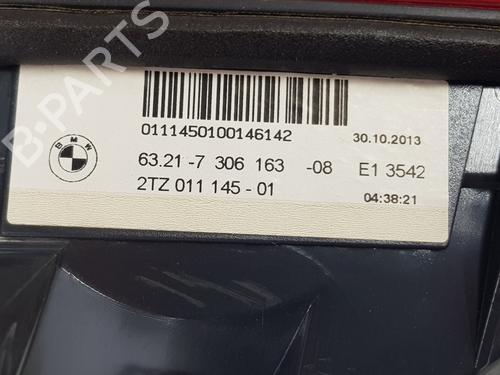 0111450100146142
30.10.2013
BMW
63.21-7 306 163 -08 E1 3542
2TZ 011 145-01
04:38:21
B-PARTS